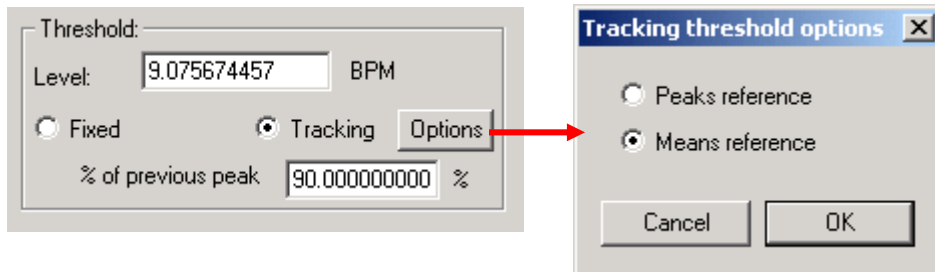 Threshold:
Level: 9.075674457 BPM
Fixed Tracking Options
% of previous peak 90.000000000 %
Tracking threshold options
Peaks reference
Means reference
Cancel OK